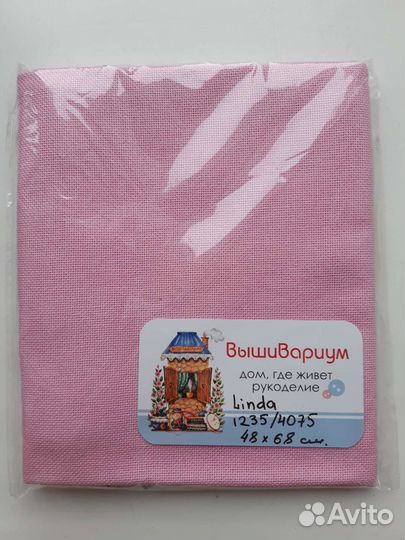 Вышивариум
дом, где живет
рукоделие
Linda
1235/4075
48 x 68 см.
Avito